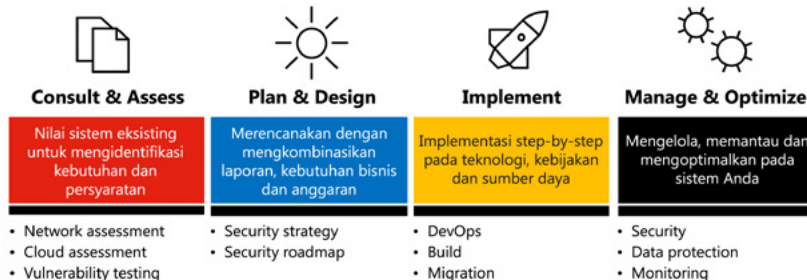 Consult & Assess
Nilai sistem eksisting
untuk mengidentifikasi
kebutuhan dan
persyaratan
• Network assessment
• Cloud assessment
• Vulnerability testing
Plan & Design
Merencanakan dengan
mengkombinasikan
laporan, kebutuhan bisnis
dan anggaran
• Security strategy
• Security roadmap
Implement
Implementasi step-by-step
pada teknologi, kebijakan
dan sumber daya
• DevOps
• Build
• Migration
Manage & Optimize
Mengelola, memantau dan
mengoptimalkan pada
sistem Anda
• Security
• Data protection
• Monitoring